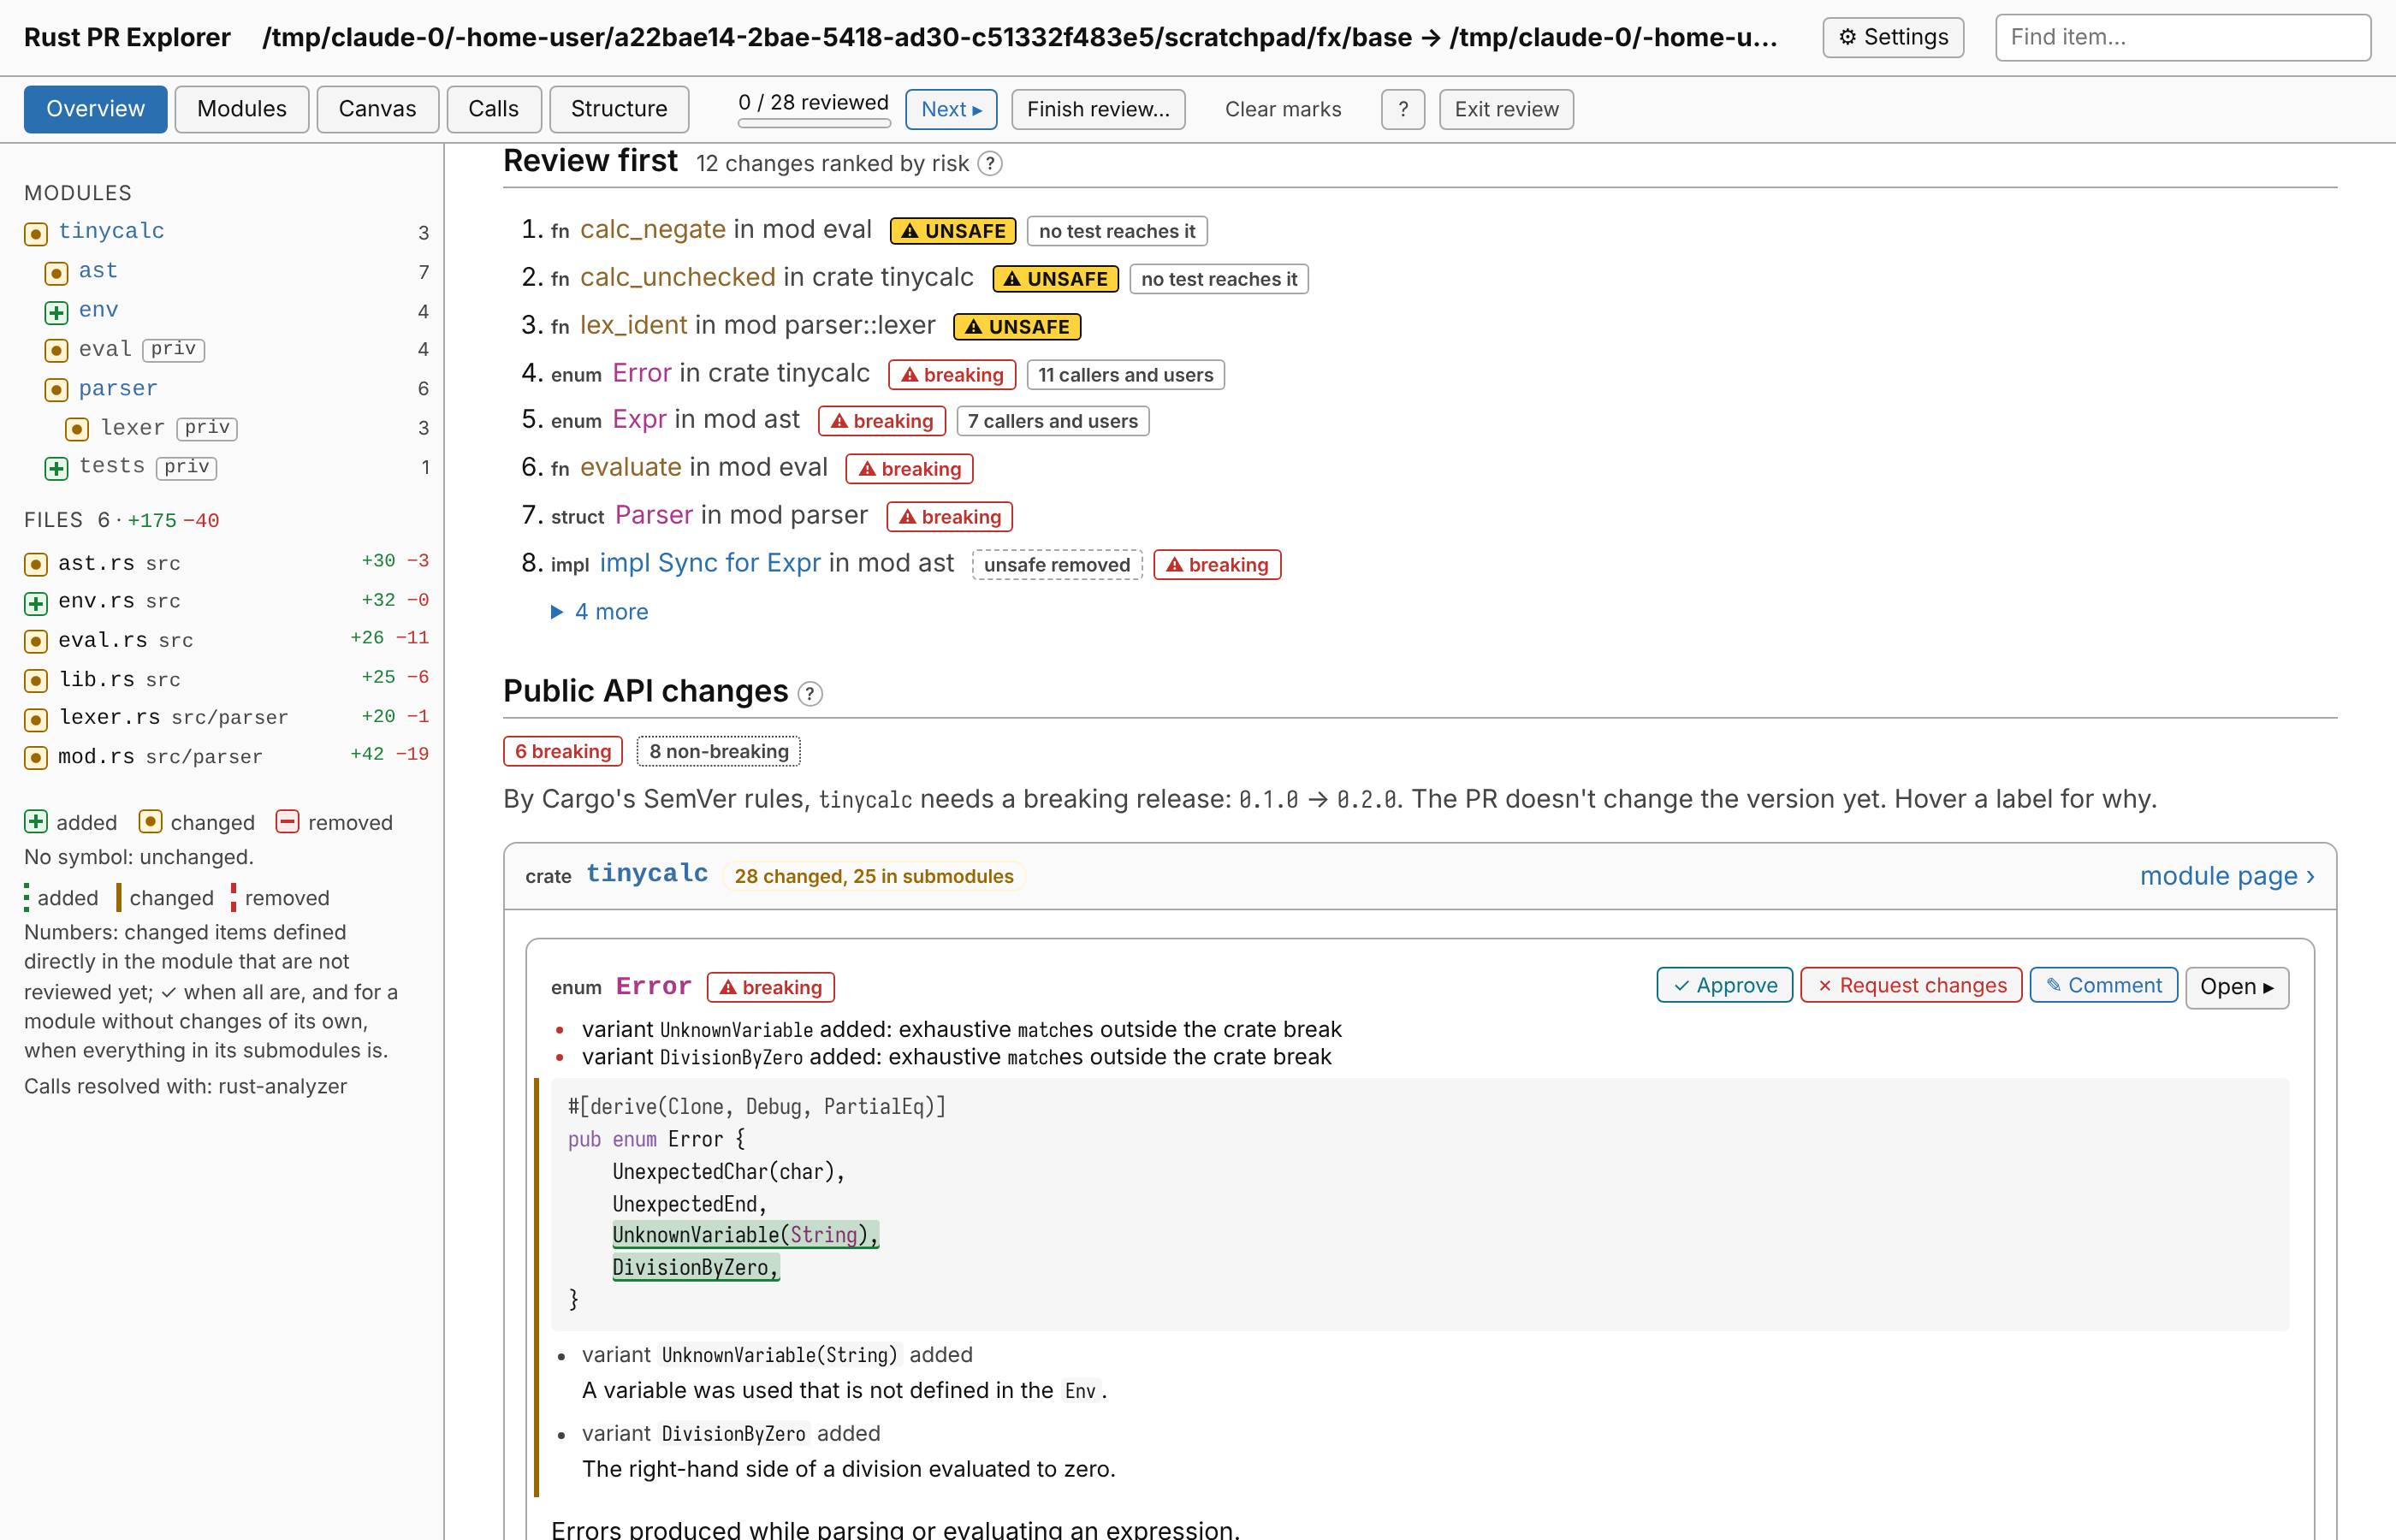 Rust PR Explorer /tmp/claude-0/-home-user/a22bae14-2bae-5418-ad30-c51332f483e5/scratchpad/fx/base → /tmp/claude-0/-home-u... ⚙ Settings Find item...
Overview Modules Canvas Calls Structure 0 / 28 reviewed Next ▸ Finish review... Clear marks ? Exit review
MODULES
tinycalc 3
ast 7
env 4
eval priv 4
parser 6
lexer priv 3
tests priv 1
FILES 6 · +175 −40
ast.rs src +30 −3
env.rs src +32 −0
eval.rs src +26 −11
lib.rs src +25 −6
lexer.rs src/parser +20 −1
mod.rs src/parser +42 −19
added changed removed
No symbol: unchanged.
added changed removed
Numbers: changed items defined
directly in the module that are not
reviewed yet; ✓ when all are, and for a
module without changes of its own,
when everything in its submodules is.
Calls resolved with: rust-analyzer
Review first 12 changes ranked by risk ?
1. fn calc_negate in mod eval ⚠ UNSAFE no test reaches it
2. fn calc_unchecked in crate tinycalc ⚠ UNSAFE no test reaches it
3. fn lex_ident in mod parser::lexer ⚠ UNSAFE
4. enum Error in crate tinycalc ⚠ breaking 11 callers and users
5. enum Expr in mod ast ⚠ breaking 7 callers and users
6. fn evaluate in mod eval ⚠ breaking
7. struct Parser in mod parser ⚠ breaking
8. impl impl Sync for Expr in mod ast unsafe removed ⚠ breaking
▶ 4 more
Public API changes ?
6 breaking 8 non-breaking
By Cargo's SemVer rules, tinycalc needs a breaking release: 0.1.0 → 0.2.0. The PR doesn't change the version yet. Hover a label for why.
crate tinycalc 28 changed, 25 in submodules module page ›
enum Error ⚠ breaking ✓ Approve × Request changes ✎ Comment Open ▸
• variant UnknownVariable added: exhaustive matches outside the crate break
• variant DivisionByZero added: exhaustive matches outside the crate break
#[derive(Clone, Debug, PartialEq)]
pub enum Error {
UnexpectedChar(char),
UnexpectedEnd,
UnknownVariable(String),
DivisionByZero,
}
• variant UnknownVariable(String) added
A variable was used that is not defined in the Env.
• variant DivisionByZero added
The right-hand side of a division evaluated to zero.
Errors produced while parsing or evaluating an expression.